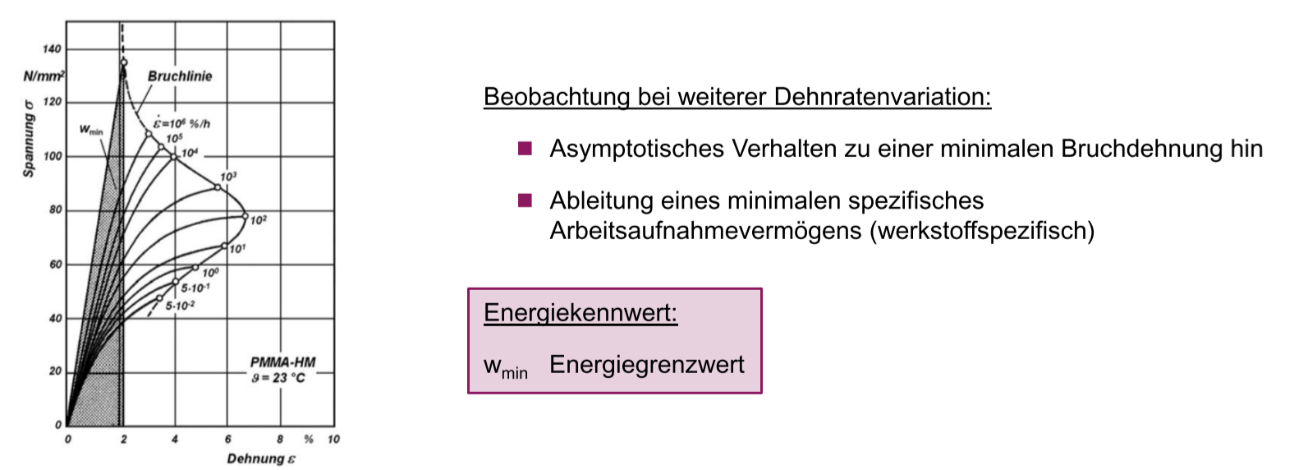 140
N/mm²
120
100
80
60
40
20
0
Spannung σ
Bruchlinie
w_min
ε̇=10⁶ %/h
10⁵
10⁴
10³
10²
10¹
10⁰
5·10⁻¹
5·10⁻²
PMMA-HM
ϑ = 23 °C
0 2 4 6 8 % 10
Dehnung ε
Beobachtung bei weiterer Dehnratenvariation:
Asymptotisches Verhalten zu einer minimalen Bruchdehnung hin
Ableitung eines minimalen spezifisches
Arbeitsaufnahmevermögens (werkstoffspezifisch)
Energiekennwert:
w_min Energiegrenzwert